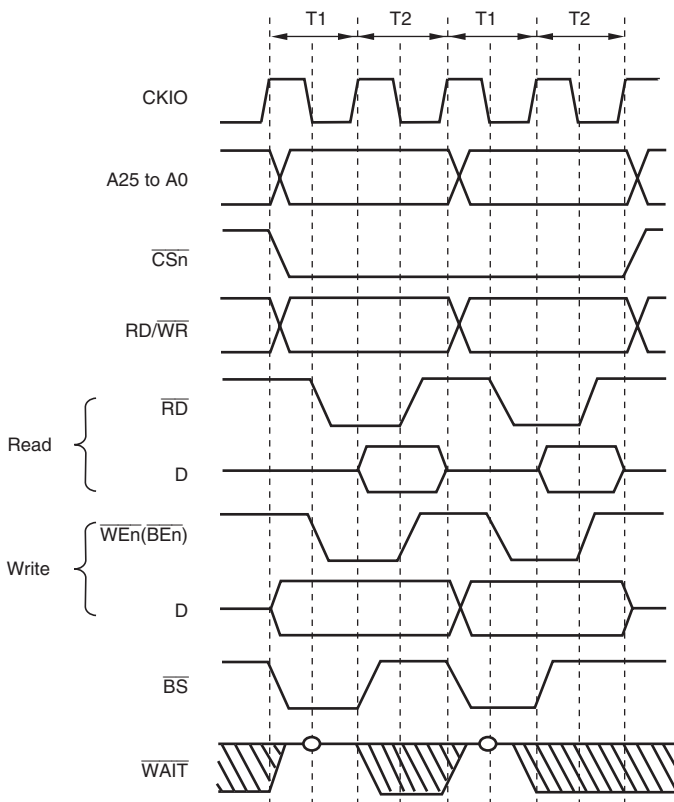 T1 T2 T1 T2
CKIO
A25 to A0
CSn
RD/WR
RD
Read
D
WEn(BEn)
Write
D
BS
WAIT